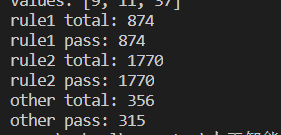 values: [9, 11, 37]
rule1 total: 874
rule1 pass: 874
rule2 total: 1770
rule2 pass: 1770
other total: 356
other pass: 315